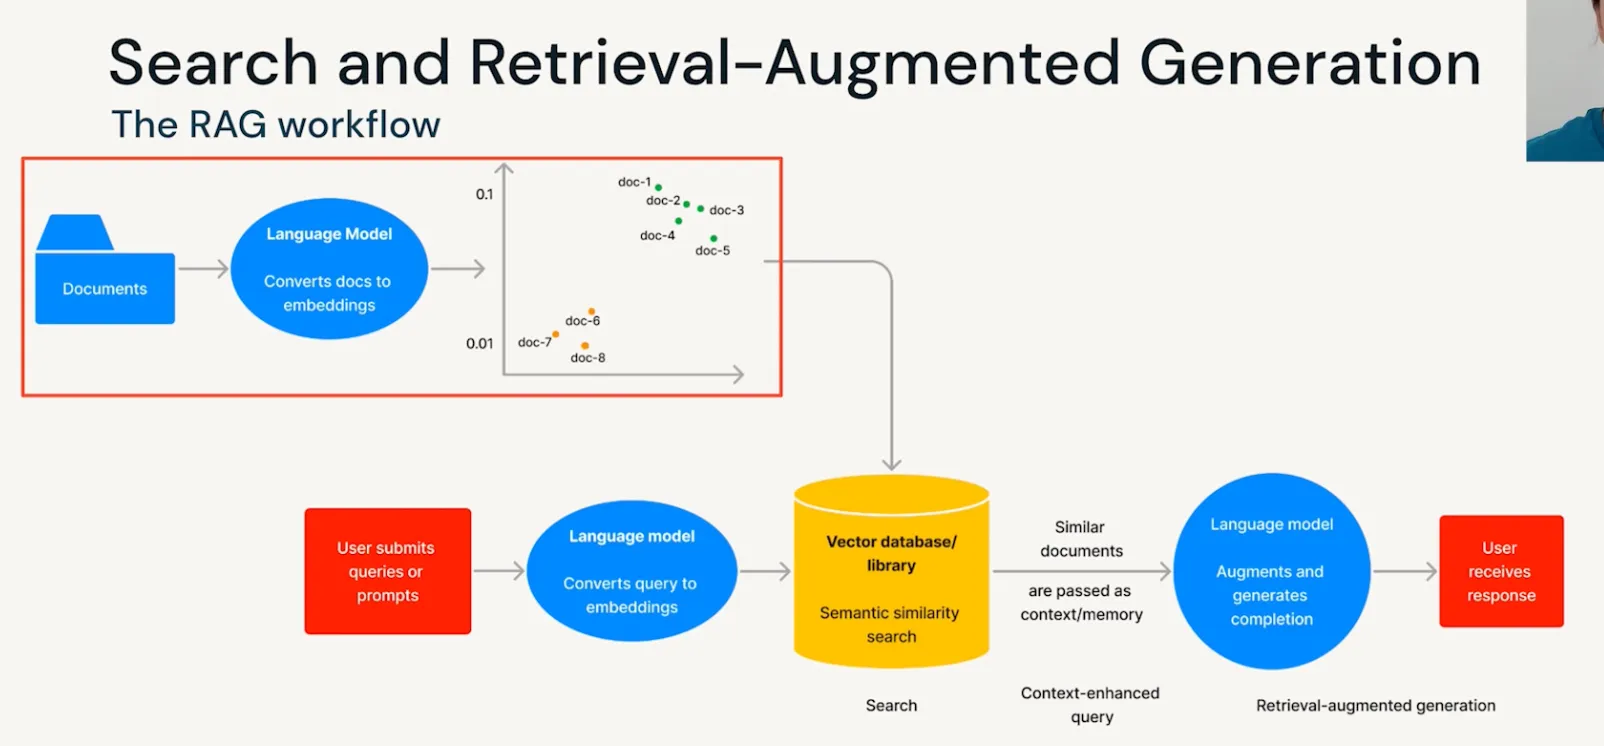 Search and Retrieval-Augmented Generation
The RAG workflow
Documents
Language Model
Converts docs to
embeddings
0.1
0.01
doc-1
doc-2
doc-3
doc-4
doc-5
doc-6
doc-7
doc-8
User submits
queries or
prompts
Language model
Converts query to
embeddings
Vector database/
library
Semantic similarity
search
Similar
documents
are passed as
context/memory
Language model
Augments and
generates
completion
User
receives
response
Search
Context-enhanced
query
Retrieval-augmented generation